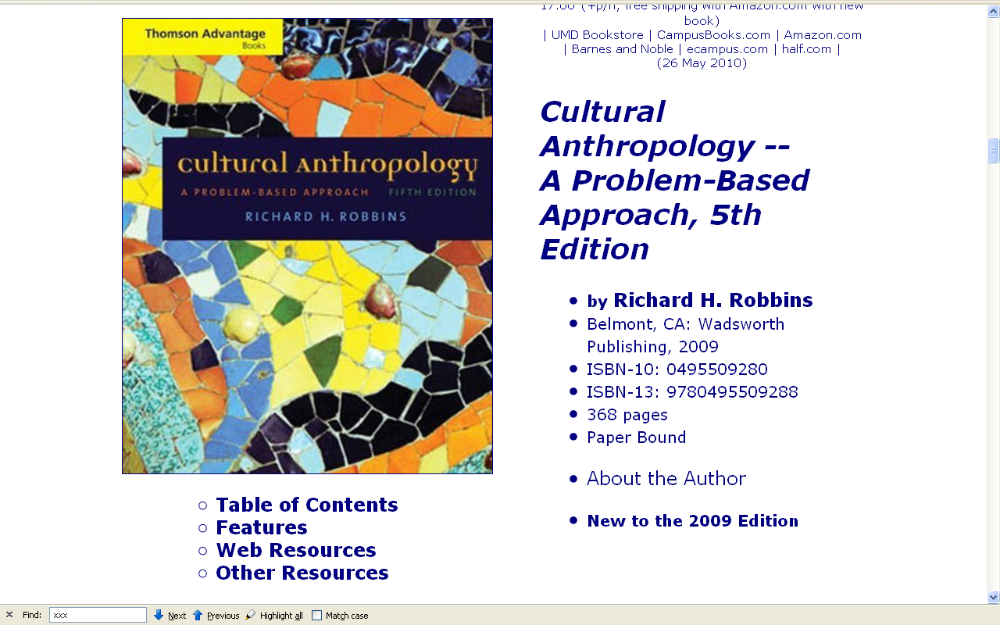 Thomson Advantage
Books
cultural Anthropology
A PROBLEM-BASED APPROACH FIFTH EDITION
RICHARD H. ROBBINS
Table of Contents
Features
Web Resources
Other Resources
17.00 (+p/h, free shipping with Amazon.com with new
book)
| UMD Bookstore | CampusBooks.com | Amazon.com
| Barnes and Noble | ecampus.com | half.com |
(26 May 2010)
Cultural
Anthropology --
A Problem-Based
Approach, 5th
Edition
by Richard H. Robbins
Belmont, CA: Wadsworth
Publishing, 2009
ISBN-10: 0495509280
ISBN-13: 9780495509288
368 pages
Paper Bound
About the Author
New to the 2009 Edition
Find: xxx Next Previous Highlight all Match case